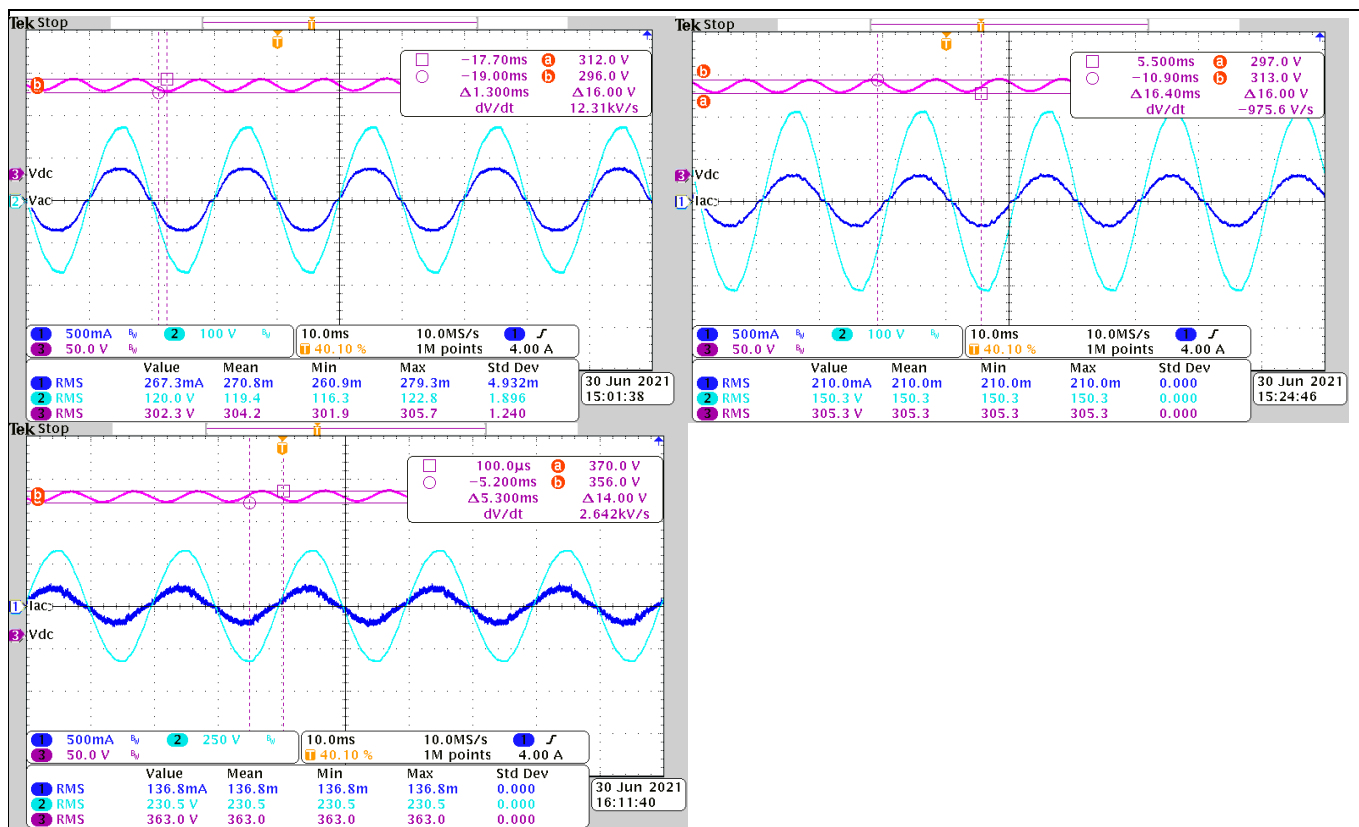 Tek Stop
T
T
□ −17.70ms a 312.0 V
○ −19.00ms b 296.0 V
Δ1.300ms Δ16.00 V
dV/dt 12.31kV/s
b
3 Vdc
2 Vac
1 500mA BW 2 100 V BW
3 50.0 V BW
10.0ms 10.0MS/s 1
T 40.10 % 1M points 4.00 A
Value Mean Min Max Std Dev
1 RMS 267.3mA 270.8m 260.9m 279.3m 4.932m
2 RMS 120.0 V 119.4 116.3 122.8 1.896
3 RMS 302.3 V 304.2 301.9 305.7 1.240
30 Jun 2021
15:01:38
Tek Stop
T
T
□ 5.500ms a 297.0 V
○ −10.90ms b 313.0 V
Δ16.40ms Δ16.00 V
dV/dt −975.6 V/s
b
a
3 Vdc
1 Iac
1 500mA BW 2 100 V BW
3 50.0 V BW
10.0ms 10.0MS/s 1
T 40.10 % 1M points 4.00 A
Value Mean Min Max Std Dev
1 RMS 210.0mA 210.0m 210.0m 210.0m 0.000
2 RMS 150.3 V 150.3 150.3 150.3 0.000
3 RMS 305.3 V 305.3 305.3 305.3 0.000
30 Jun 2021
15:24:46
Tek Stop
T
T
□ 100.0µs a 370.0 V
○ −5.200ms b 356.0 V
Δ5.300ms Δ14.00 V
dV/dt 2.642kV/s
b
1 Iac
3 Vdc
1 500mA BW 2 250 V BW
3 50.0 V BW
10.0ms 10.0MS/s 1
T 40.10 % 1M points 4.00 A
Value Mean Min Max Std Dev
1 RMS 136.8mA 136.8m 136.8m 136.8m 0.000
2 RMS 230.5 V 230.5 230.5 230.5 0.000
3 RMS 363.0 V 363.0 363.0 363.0 0.000
30 Jun 2021
16:11:40